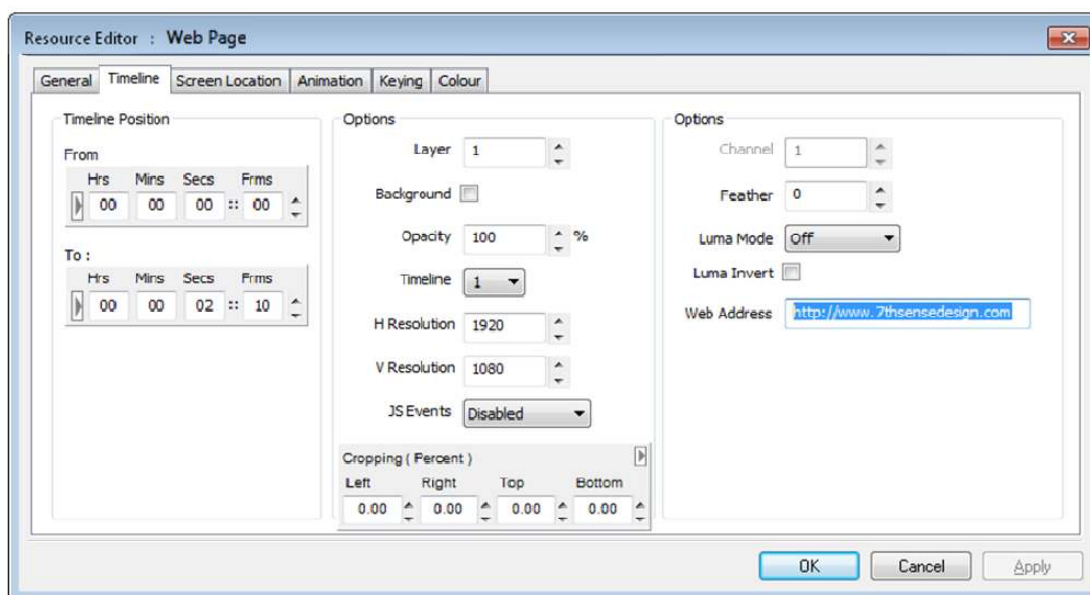 Resource Editor : Web Page
General Timeline Screen Location Animation Keying Colour
Timeline Position
From
Hrs Mins Secs Frms
00 00 00 :: 00
To :
Hrs Mins Secs Frms
00 00 02 :: 10
Options
Layer 1
Background
Opacity 100 %
Timeline 1
H Resolution 1920
V Resolution 1080
JS Events Disabled
Cropping ( Percent )
Left Right Top Bottom
0.00 0.00 0.00 0.00
Options
Channel 1
Feather 0
Luma Mode Off
Luma Invert
Web Address http://www.7thsensedesign.com
OK Cancel Apply